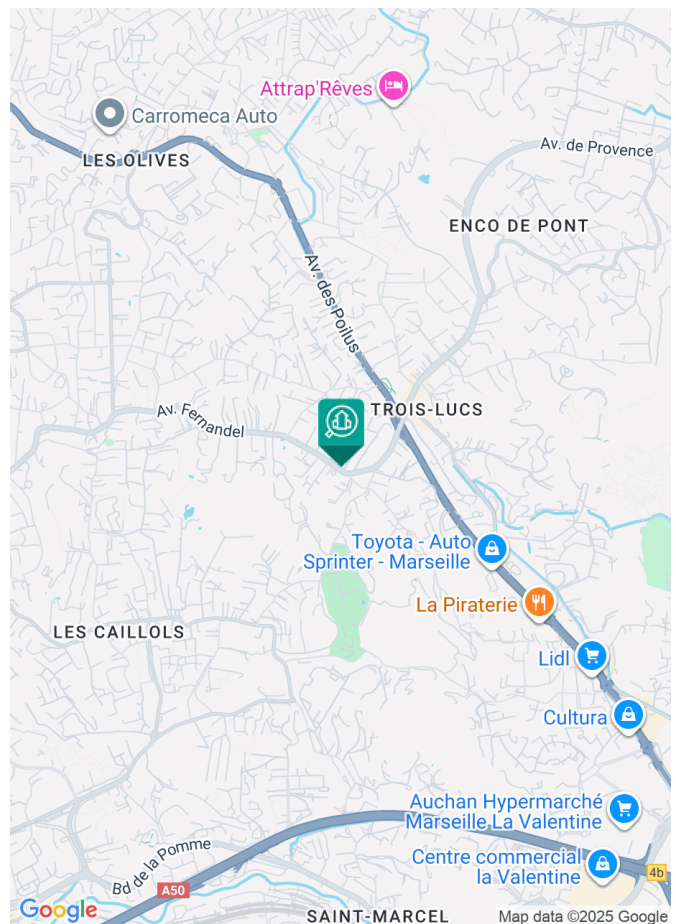 Attrap'Rêves
Carromeca Auto
Av. de Provence
LES OLIVES
ENCO DE PONT
Av. des Poilus
TROIS-LUCS
Av. Fernandel
Toyota - Auto
Sprinter - Marseille
La Piraterie
LES CAILLOLS
Lidl
Cultura
Auchan Hypermarché
Marseille La Valentine
Bd de la Pomme
Centre commercial
la Valentine
4b
A50
Google
SAINT-MARCEL
Map data ©2025 Google